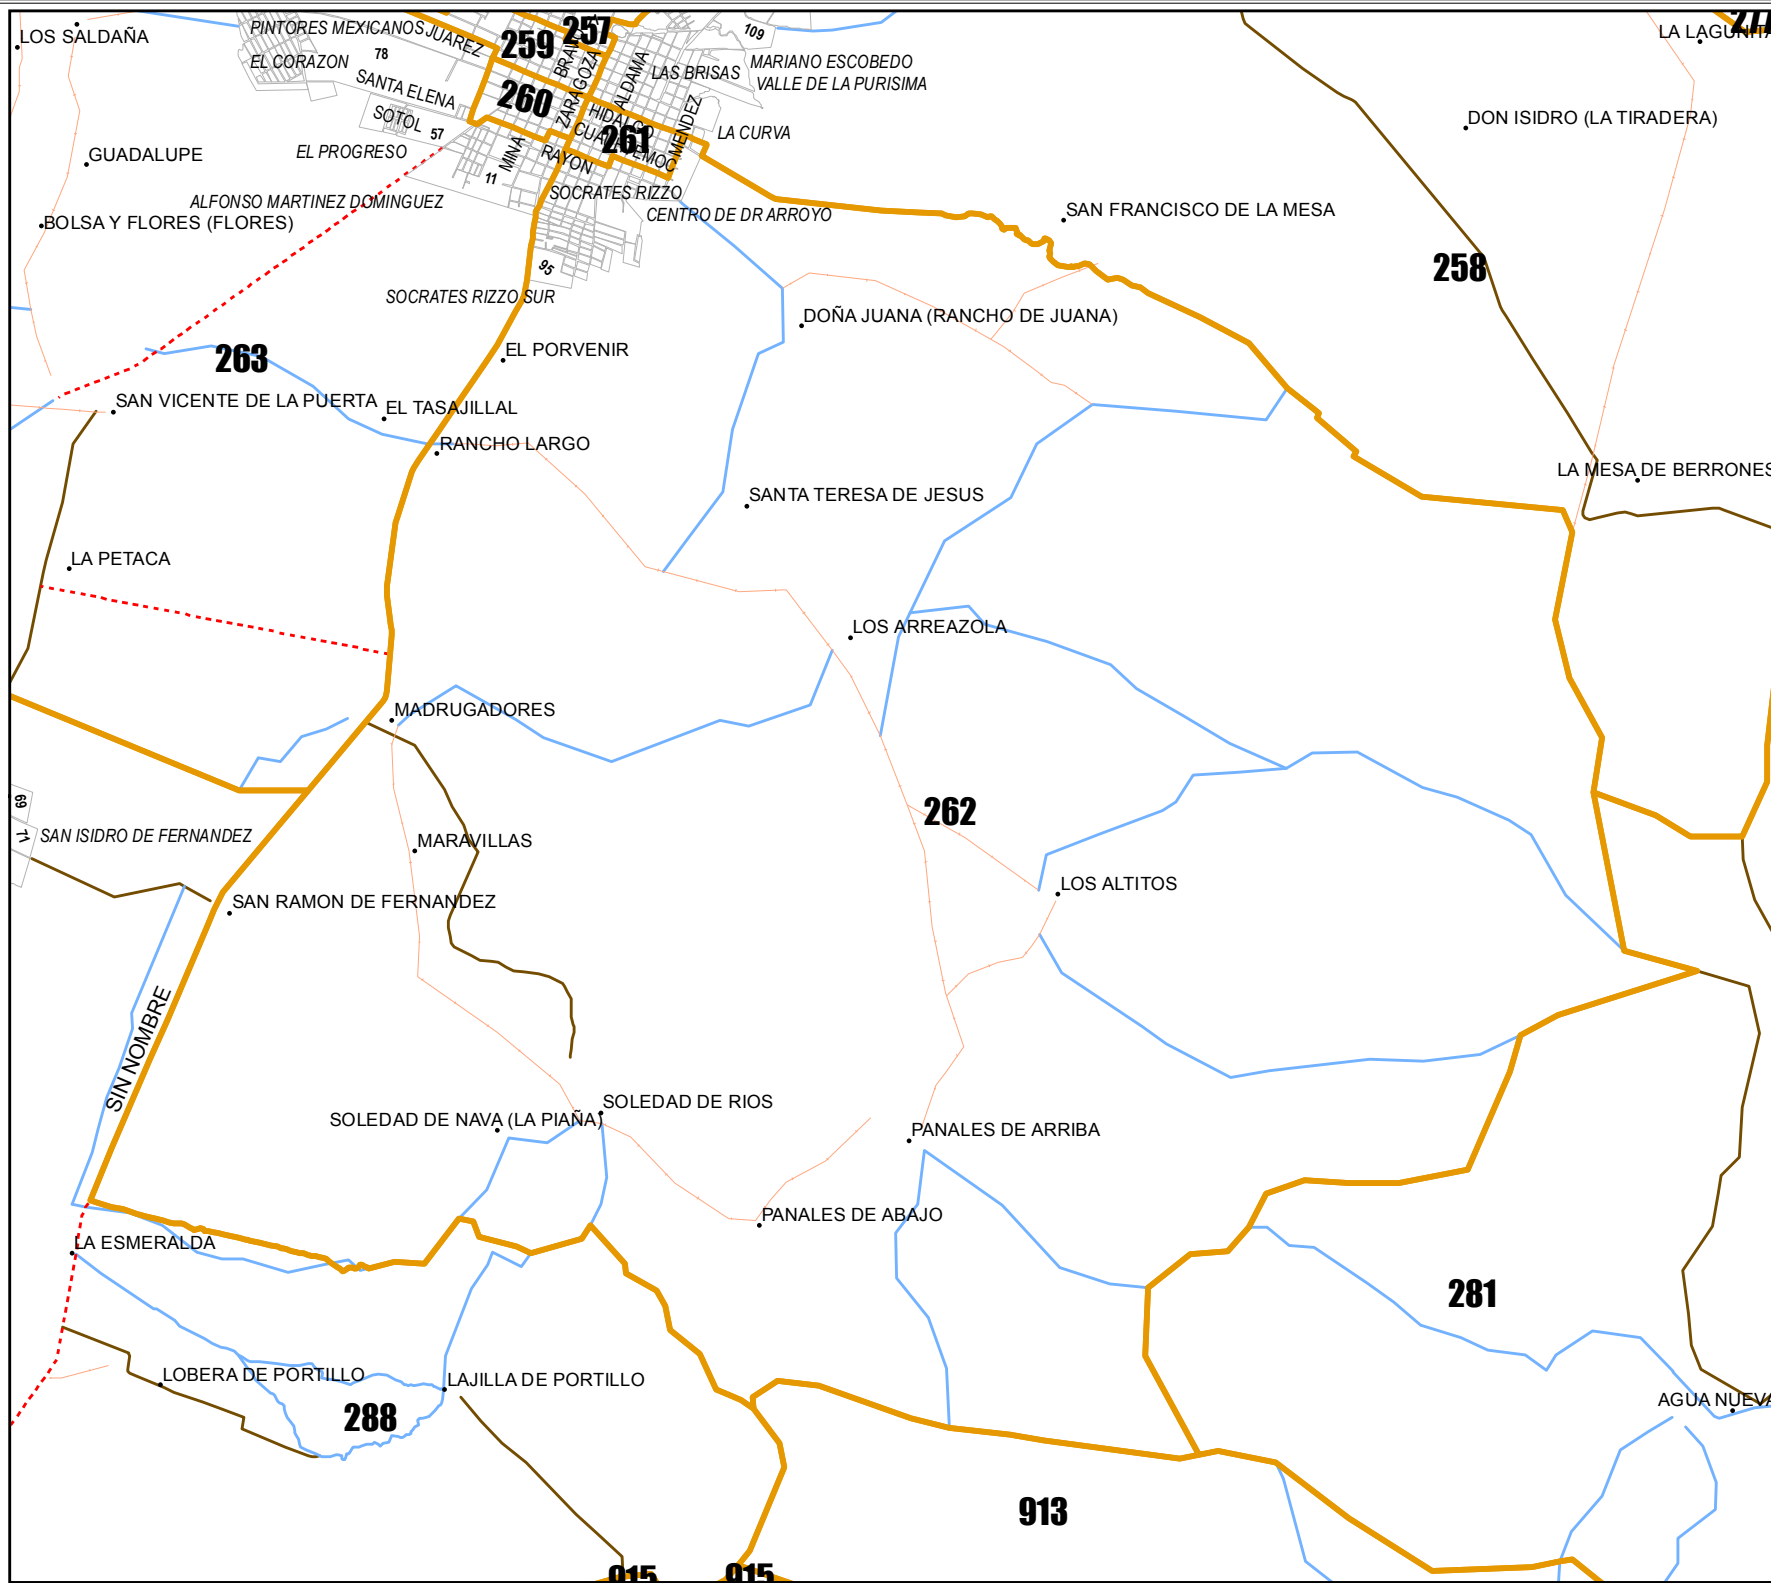 277
257
LOS SALDAÑA
PINTORES MEXICANOS
JUAREZ
259
BRAVO
109
LA LAGUNITA
78
EL CORAZON
SANTA ELENA
ZARAGOZA
ALDAMA
LAS BRISAS
MARIANO ESCOBEDO
VALLE DE LA PURISIMA
260
SOTOL
57
HIDALGO
CUAUHTEMOC
261
MENDEZ
LA CURVA
DON ISIDRO (LA TIRADERA)
GUADALUPE
EL PROGRESO
MINA
RAYON
11
ALFONSO MARTINEZ DOMINGUEZ
SOCRATES RIZZO
CENTRO DE DR ARROYO
SAN FRANCISCO DE LA MESA
BOLSA Y FLORES (FLORES)
95
258
SOCRATES RIZZO SUR
DOÑA JUANA (RANCHO DE JUANA)
263
EL PORVENIR
SAN VICENTE DE LA PUERTA
EL TASAJILLAL
RANCHO LARGO
LA MESA DE BERRONES
SANTA TERESA DE JESUS
LA PETACA
LOS ARREAZOLA
MADRUGADORES
69
71
SAN ISIDRO DE FERNANDEZ
262
MARAVILLAS
LOS ALTITOS
SAN RAMON DE FERNANDEZ
SIN NOMBRE
SOLEDAD DE RIOS
SOLEDAD DE NAVA (LA PIAÑA)
PANALES DE ARRIBA
PANALES DE ABAJO
LA ESMERALDA
281
LOBERA DE PORTILLO
LAJILLA DE PORTILLO
AGUA NUEVA
288
913
915
915